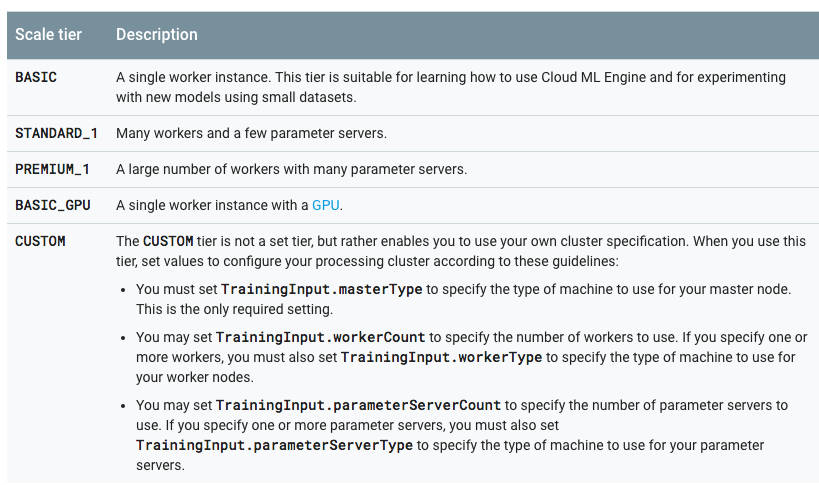 Scale tier Description
BASIC A single worker instance. This tier is suitable for learning how to use Cloud ML Engine and for experimenting
with new models using small datasets.
STANDARD_1 Many workers and a few parameter servers.
PREMIUM_1 A large number of workers with many parameter servers.
BASIC_GPU A single worker instance with a GPU.
CUSTOM The CUSTOM tier is not a set tier, but rather enables you to use your own cluster specification. When you use this
tier, set values to configure your processing cluster according to these guidelines:
• You must set TrainingInput.masterType to specify the type of machine to use for your master node.
This is the only required setting.
• You may set TrainingInput.workerCount to specify the number of workers to use. If you specify one or
more workers, you must also set TrainingInput.workerType to specify the type of machine to use for
your worker nodes.
• You may set TrainingInput.parameterServerCount to specify the number of parameter servers to
use. If you specify one or more parameter servers, you must also set
TrainingInput.parameterServerType to specify the type of machine to use for your parameter
servers.